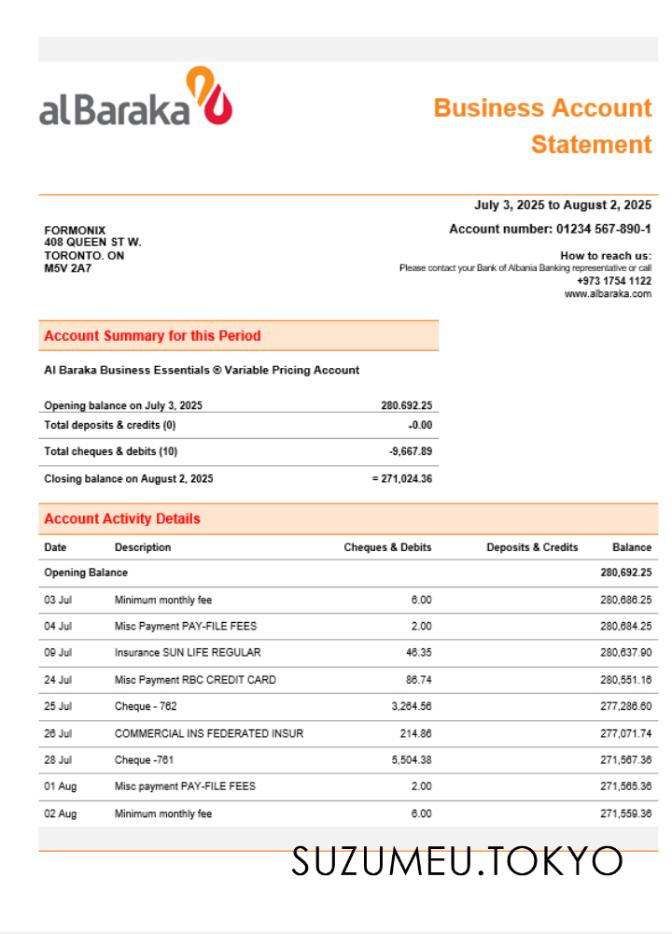 al Baraka
Business Account
Statement
July 3, 2025 to August 2, 2025
Account number: 01234 567-890-1
FORMONIX
408 QUEEN ST W.
TORONTO. ON
M5V 2A7
How to reach us:
Please contact your Bank of Albania Banking representative or call
+973 1754 1122
www.albaraka.com
Account Summary for this Period
Al Baraka Business Essentials ® Variable Pricing Account
Opening balance on July 3, 2025 280.692.25
Total deposits & credits (0) -0.00
Total cheques & debits (10) -9,667.89
Closing balance on August 2, 2025 = 271,024.36
Account Activity Details
Date Description Cheques & Debits Deposits & Credits Balance
Opening Balance 280,692.25
03 Jul Minimum monthly fee 6.00 280,686.25
04 Jul Misc Payment PAY-FILE FEES 2.00 280,684.25
09 Jul Insurance SUN LIFE REGULAR 46.35 280,637.90
24 Jul Misc Payment RBC CREDIT CARD 86.74 280,551.16
25 Jul Cheque - 762 3,264.56 277,286.60
26 Jul COMMERCIAL INS FEDERATED INSUR 214.86 277,071.74
28 Jul Cheque -761 5,504.38 271,567.36
01 Aug Misc payment PAY-FILE FEES 2.00 271,565.36
02 Aug Minimum monthly fee 6.00 271,559.36
SUZUMEU.TOKYO